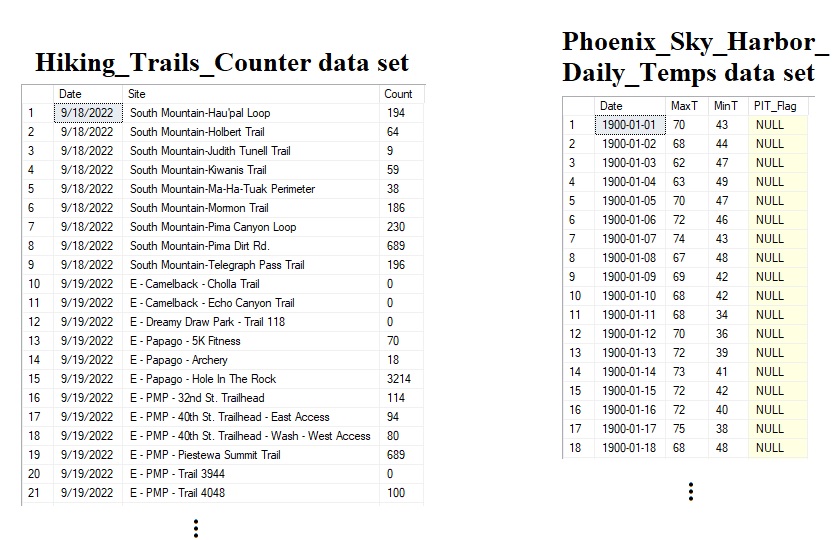 Hiking_Trails_Counter data set
Date Site Count
1 9/18/2022 South Mountain-Hau'pal Loop 194
2 9/18/2022 South Mountain-Holbert Trail 64
3 9/18/2022 South Mountain-Judith Tunell Trail 9
4 9/18/2022 South Mountain-Kiwanis Trail 59
5 9/18/2022 South Mountain-Ma-Ha-Tuak Perimeter 38
6 9/18/2022 South Mountain-Mormon Trail 186
7 9/18/2022 South Mountain-Pima Canyon Loop 230
8 9/18/2022 South Mountain-Pima Dirt Rd. 689
9 9/18/2022 South Mountain-Telegraph Pass Trail 196
10 9/19/2022 E - Camelback - Cholla Trail 0
11 9/19/2022 E - Camelback - Echo Canyon Trail 0
12 9/19/2022 E - Dreamy Draw Park - Trail 118 0
13 9/19/2022 E - Papago - 5K Fitness 70
14 9/19/2022 E - Papago - Archery 18
15 9/19/2022 E - Papago - Hole In The Rock 3214
16 9/19/2022 E - PMP - 32nd St. Trailhead 114
17 9/19/2022 E - PMP - 40th St. Trailhead - East Access 94
18 9/19/2022 E - PMP - 40th St. Trailhead - Wash - West Access 80
19 9/19/2022 E - PMP - Piestewa Summit Trail 689
20 9/19/2022 E - PMP - Trail 3944 0
21 9/19/2022 E - PMP - Trail 4048 100
Phoenix_Sky_Harbor_
Daily_Temps data set
Date MaxT MinT PIT_Flag
1 1900-01-01 70 43 NULL
2 1900-01-02 68 44 NULL
3 1900-01-03 62 47 NULL
4 1900-01-04 63 49 NULL
5 1900-01-05 70 47 NULL
6 1900-01-06 72 46 NULL
7 1900-01-07 74 43 NULL
8 1900-01-08 67 48 NULL
9 1900-01-09 69 42 NULL
10 1900-01-10 68 42 NULL
11 1900-01-11 68 34 NULL
12 1900-01-12 70 36 NULL
13 1900-01-13 72 39 NULL
14 1900-01-14 73 41 NULL
15 1900-01-15 72 42 NULL
16 1900-01-16 72 40 NULL
17 1900-01-17 75 38 NULL
18 1900-01-18 68 48 NULL